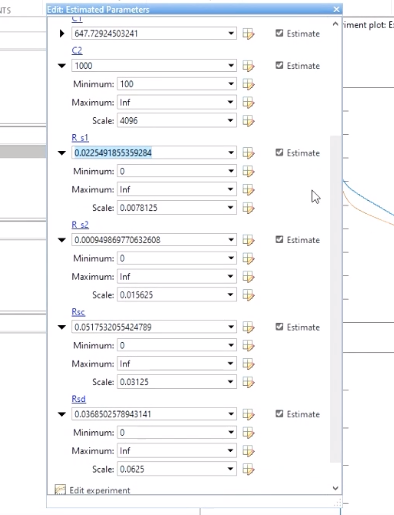 NTS
Edit: Estimated Parameters
riment plot: E
C1
647.72924503241
Estimate
C2
1000
Estimate
Minimum: 100
Maximum: Inf
Scale: 4096
R_s1
0.0225491855359284
Estimate
Minimum: 0
Maximum: Inf
Scale: 0.0078125
R_s2
0.000949869770632608
Estimate
Minimum: 0
Maximum: Inf
Scale: 0.015625
Rsc
0.0517532055424789
Estimate
Minimum: 0
Maximum: Inf
Scale: 0.03125
Rsd
0.0368502578943141
Estimate
Minimum: 0
Maximum: Inf
Scale: 0.0625
Edit experiment